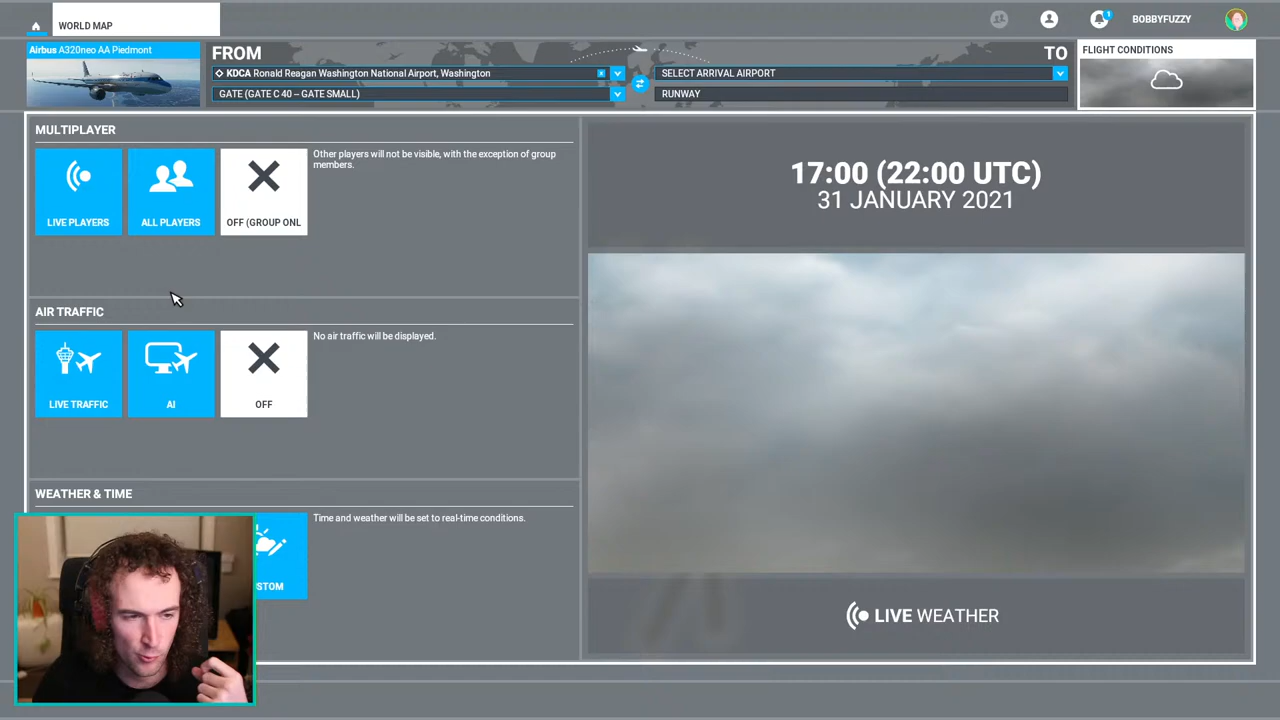 WORLD MAP
1
BOBBYFUZZY
Airbus A320neo AA Piedmont
FROM
KDCA Ronald Reagan Washington National Airport, Washington
GATE (GATE C 40 – GATE SMALL)
TO
SELECT ARRIVAL AIRPORT
RUNWAY
FLIGHT CONDITIONS
MULTIPLAYER
LIVE PLAYERS
ALL PLAYERS
OFF (GROUP ONL
Other players will not be visible, with the exception of group
members.
AIR TRAFFIC
LIVE TRAFFIC
AI
OFF
No air traffic will be displayed.
WEATHER & TIME
STOM
Time and weather will be set to real-time conditions.
17:00 (22:00 UTC)
31 JANUARY 2021
LIVE WEATHER